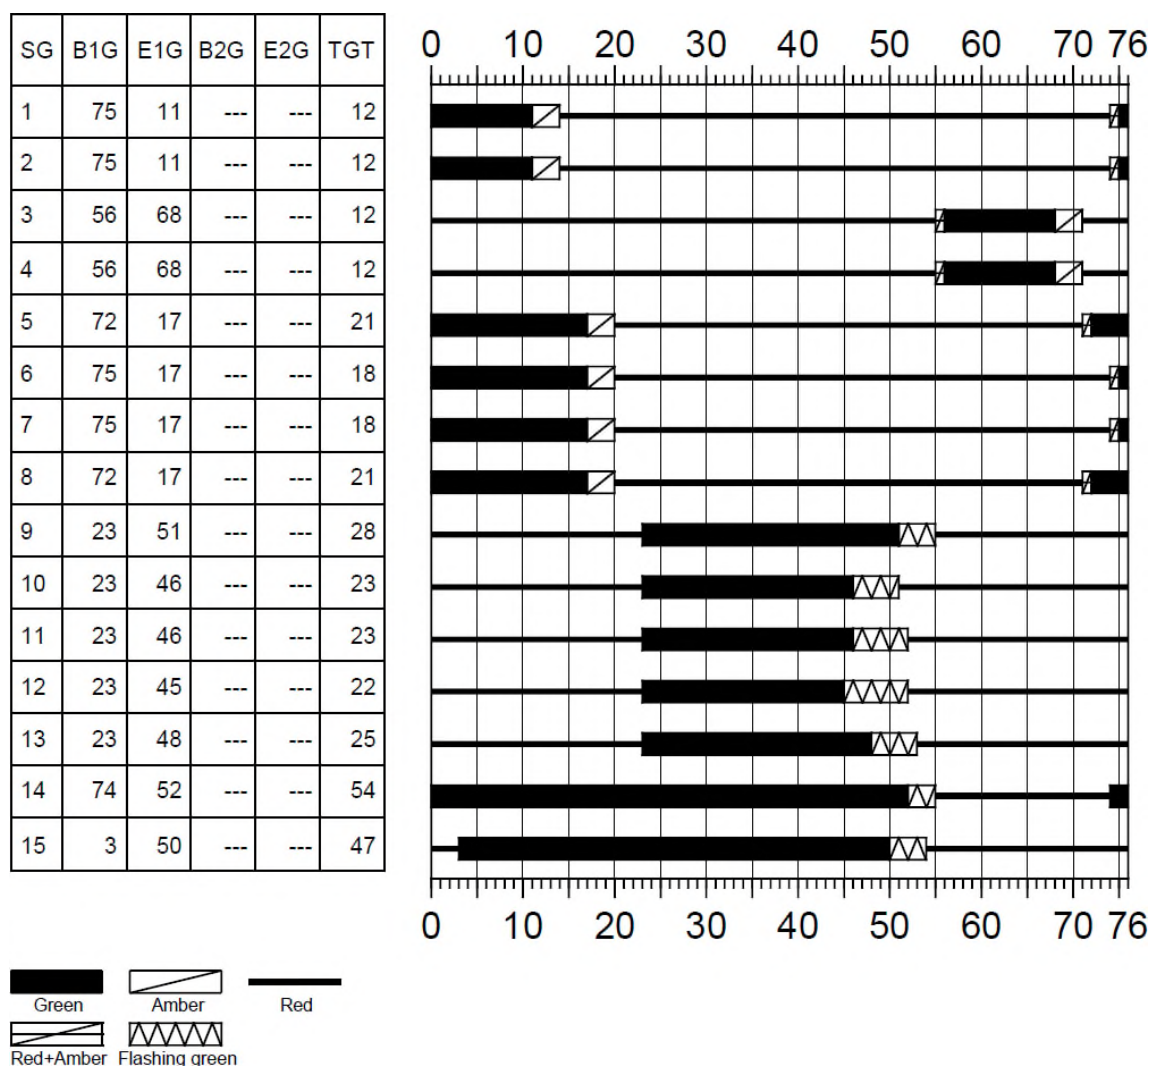 0 10 20 30 40 50 60 70 76
SG B1G E1G B2G E2G TGT
1 75 11 --- --- 12
2 75 11 --- --- 12
3 56 68 --- --- 12
4 56 68 --- --- 12
5 72 17 --- --- 21
6 75 17 --- --- 18
7 75 17 --- --- 18
8 72 17 --- --- 21
9 23 51 --- --- 28
10 23 46 --- --- 23
11 23 46 --- --- 23
12 23 45 --- --- 22
13 23 48 --- --- 25
14 74 52 --- --- 54
15 3 50 --- --- 47
0 10 20 30 40 50 60 70 76
Green Amber Red
Red+Amber Flashing green